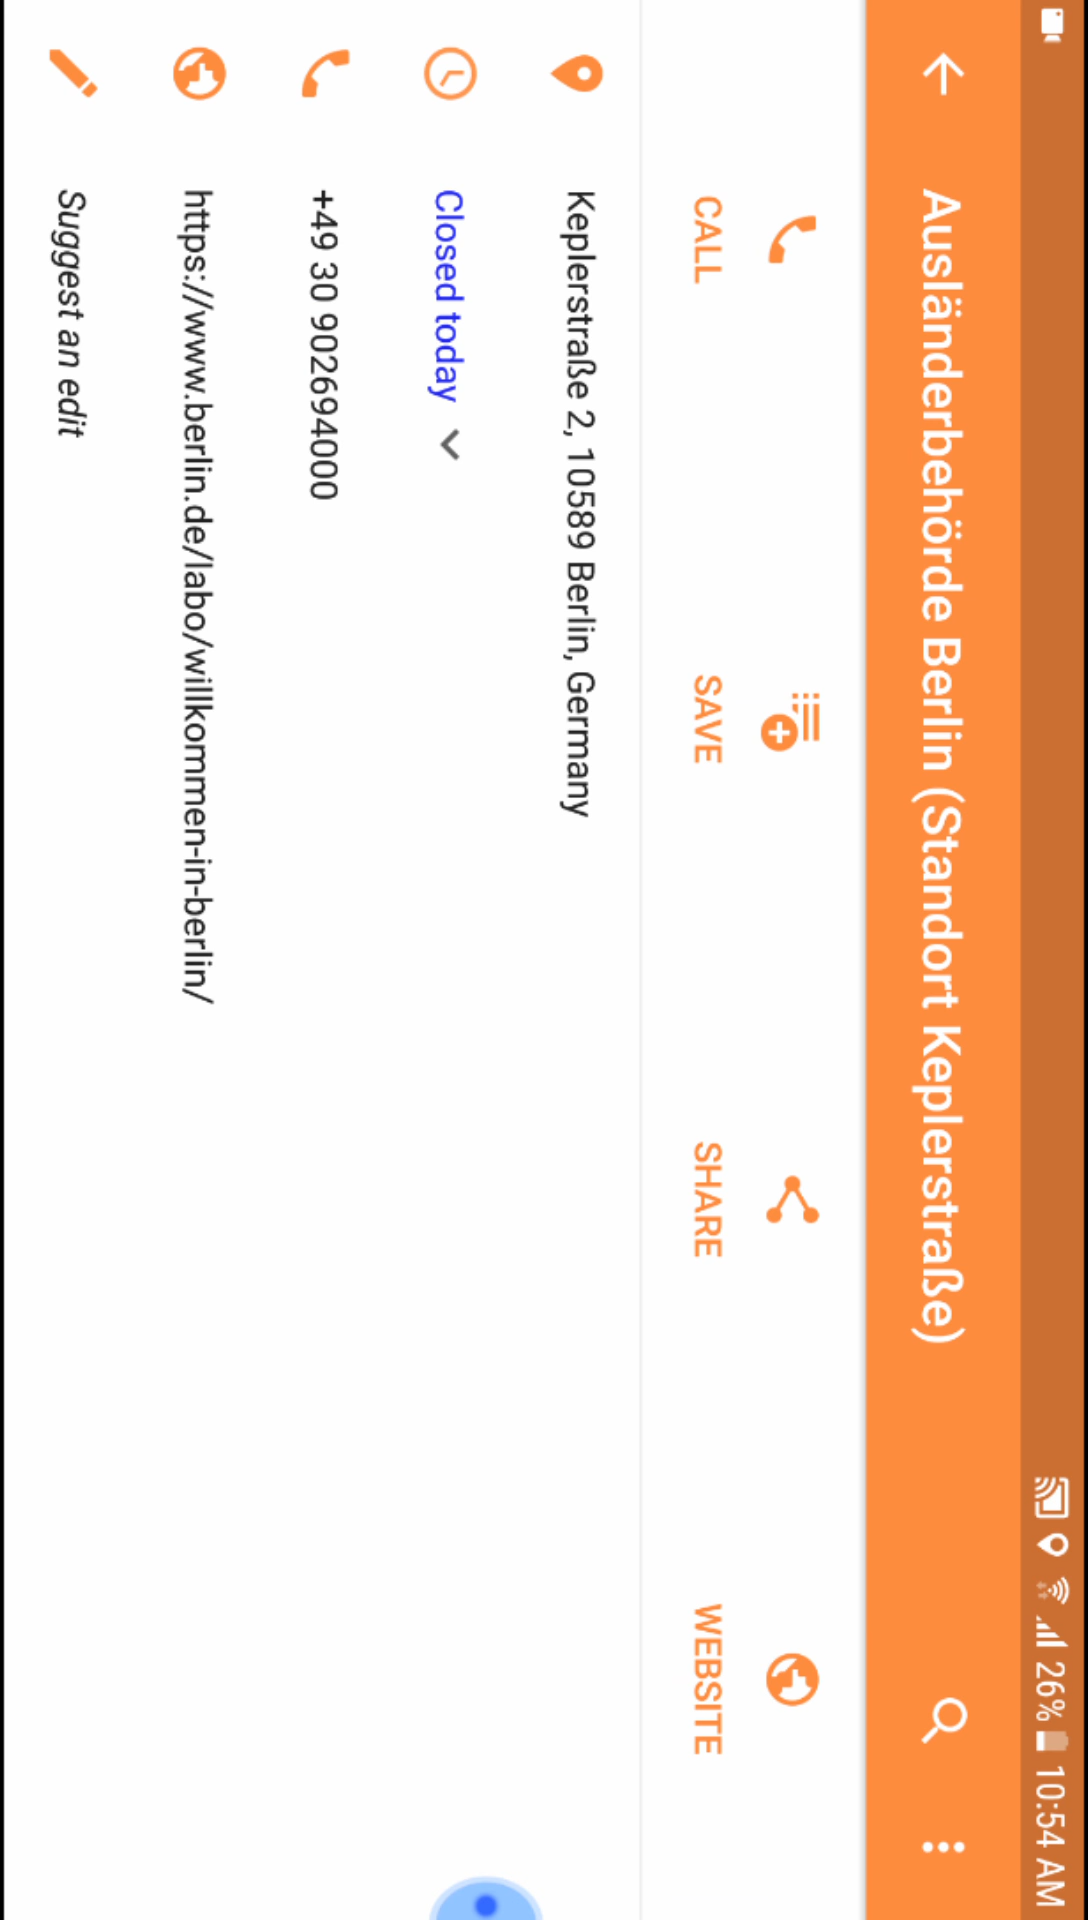 26% 10:54 AM
Ausländerbehörde Berlin (Standort Keplerstraße)
CALL
SAVE
SHARE
WEBSITE
Keplerstraße 2, 10589 Berlin, Germany
Closed today
+49 30 902694000
https://www.berlin.de/labo/willkommen-in-berlin/
Suggest an edit